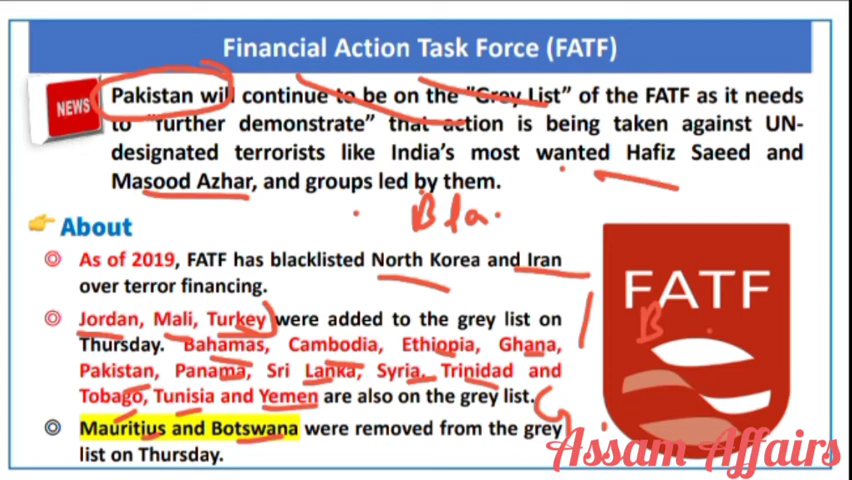 Financial Action Task Force (FATF)
NEWS
Pakistan will continue to be on the "Grey List" of the FATF as it needs
to "further demonstrate" that action is being taken against UN-
designated terrorists like India's most wanted Hafiz Saeed and
Masood Azhar, and groups led by them.
Bla
About
As of 2019, FATF has blacklisted North Korea and Iran
over terror financing.
Jordan, Mali, Turkey were added to the grey list on
Thursday. Bahamas, Cambodia, Ethiopia, Ghana,
Pakistan, Panama, Sri Lanka, Syria, Trinidad and
Tobago, Tunisia and Yemen are also on the grey list.
Mauritius and Botswana were removed from the grey
list on Thursday.
FATF
B
Assam Affairs